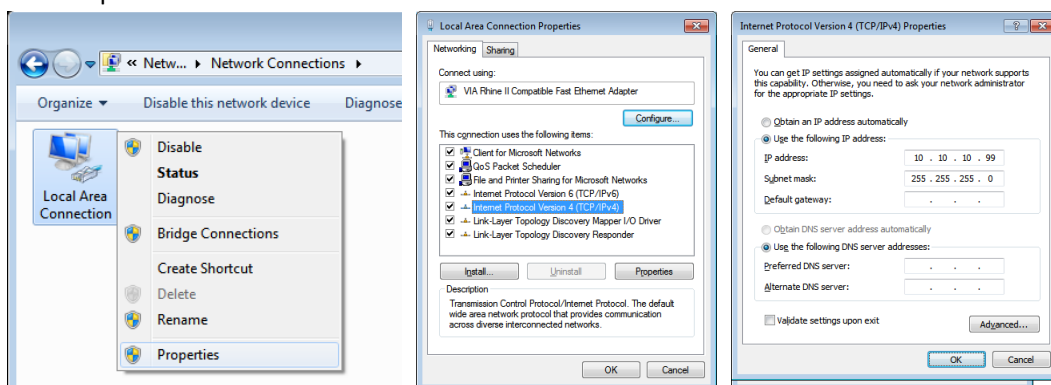 « Netw... ▸ Network Connections ▸
Organize ▾ Disable this network device Diagnose
Local Area
Connection
Disable
Status
Diagnose
Bridge Connections
Create Shortcut
Delete
Rename
Properties
Local Area Connection Properties
Networking Sharing
Connect using:
VIA Rhine II Compatible Fast Ethernet Adapter
Configure...
This connection uses the following items:
Client for Microsoft Networks
QoS Packet Scheduler
File and Printer Sharing for Microsoft Networks
Internet Protocol Version 6 (TCP/IPv6)
Internet Protocol Version 4 (TCP/IPv4)
Link-Layer Topology Discovery Mapper I/O Driver
Link-Layer Topology Discovery Responder
Install... Uninstall Properties
Description
Transmission Control Protocol/Internet Protocol. The default
wide area network protocol that provides communication
across diverse interconnected networks.
OK Cancel
Internet Protocol Version 4 (TCP/IPv4) Properties
General
You can get IP settings assigned automatically if your network supports
this capability. Otherwise, you need to ask your network administrator
for the appropriate IP settings.
Obtain an IP address automatically
Use the following IP address:
IP address: 10 . 10 . 10 . 99
Subnet mask: 255 . 255 . 255 . 0
Default gateway: . . .
Obtain DNS server address automatically
Use the following DNS server addresses:
Preferred DNS server: . . .
Alternate DNS server: . . .
Validate settings upon exit
Advanced...
OK Cancel